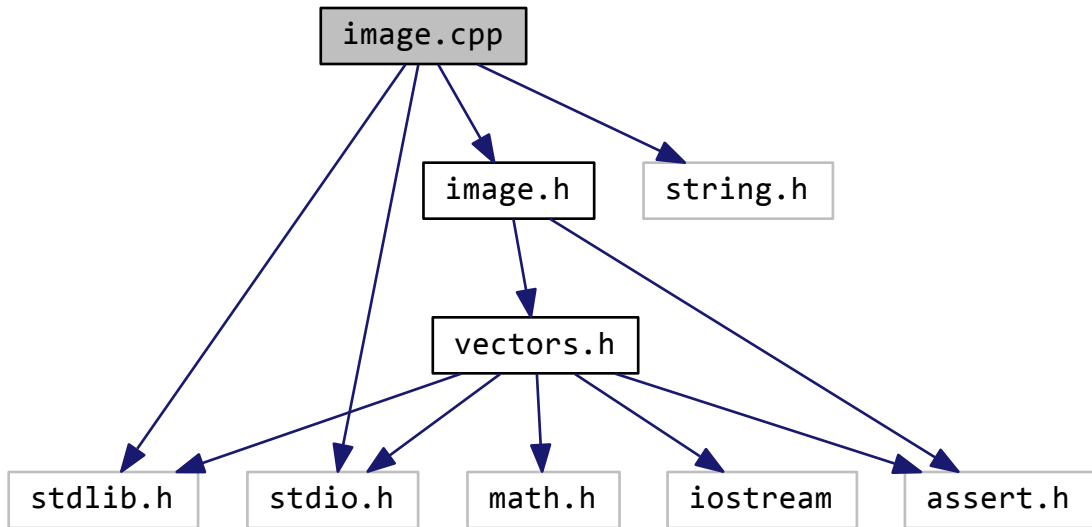 image.cpp
image.h
string.h
vectors.h
stdlib.h
stdio.h
math.h
iostream
assert.h